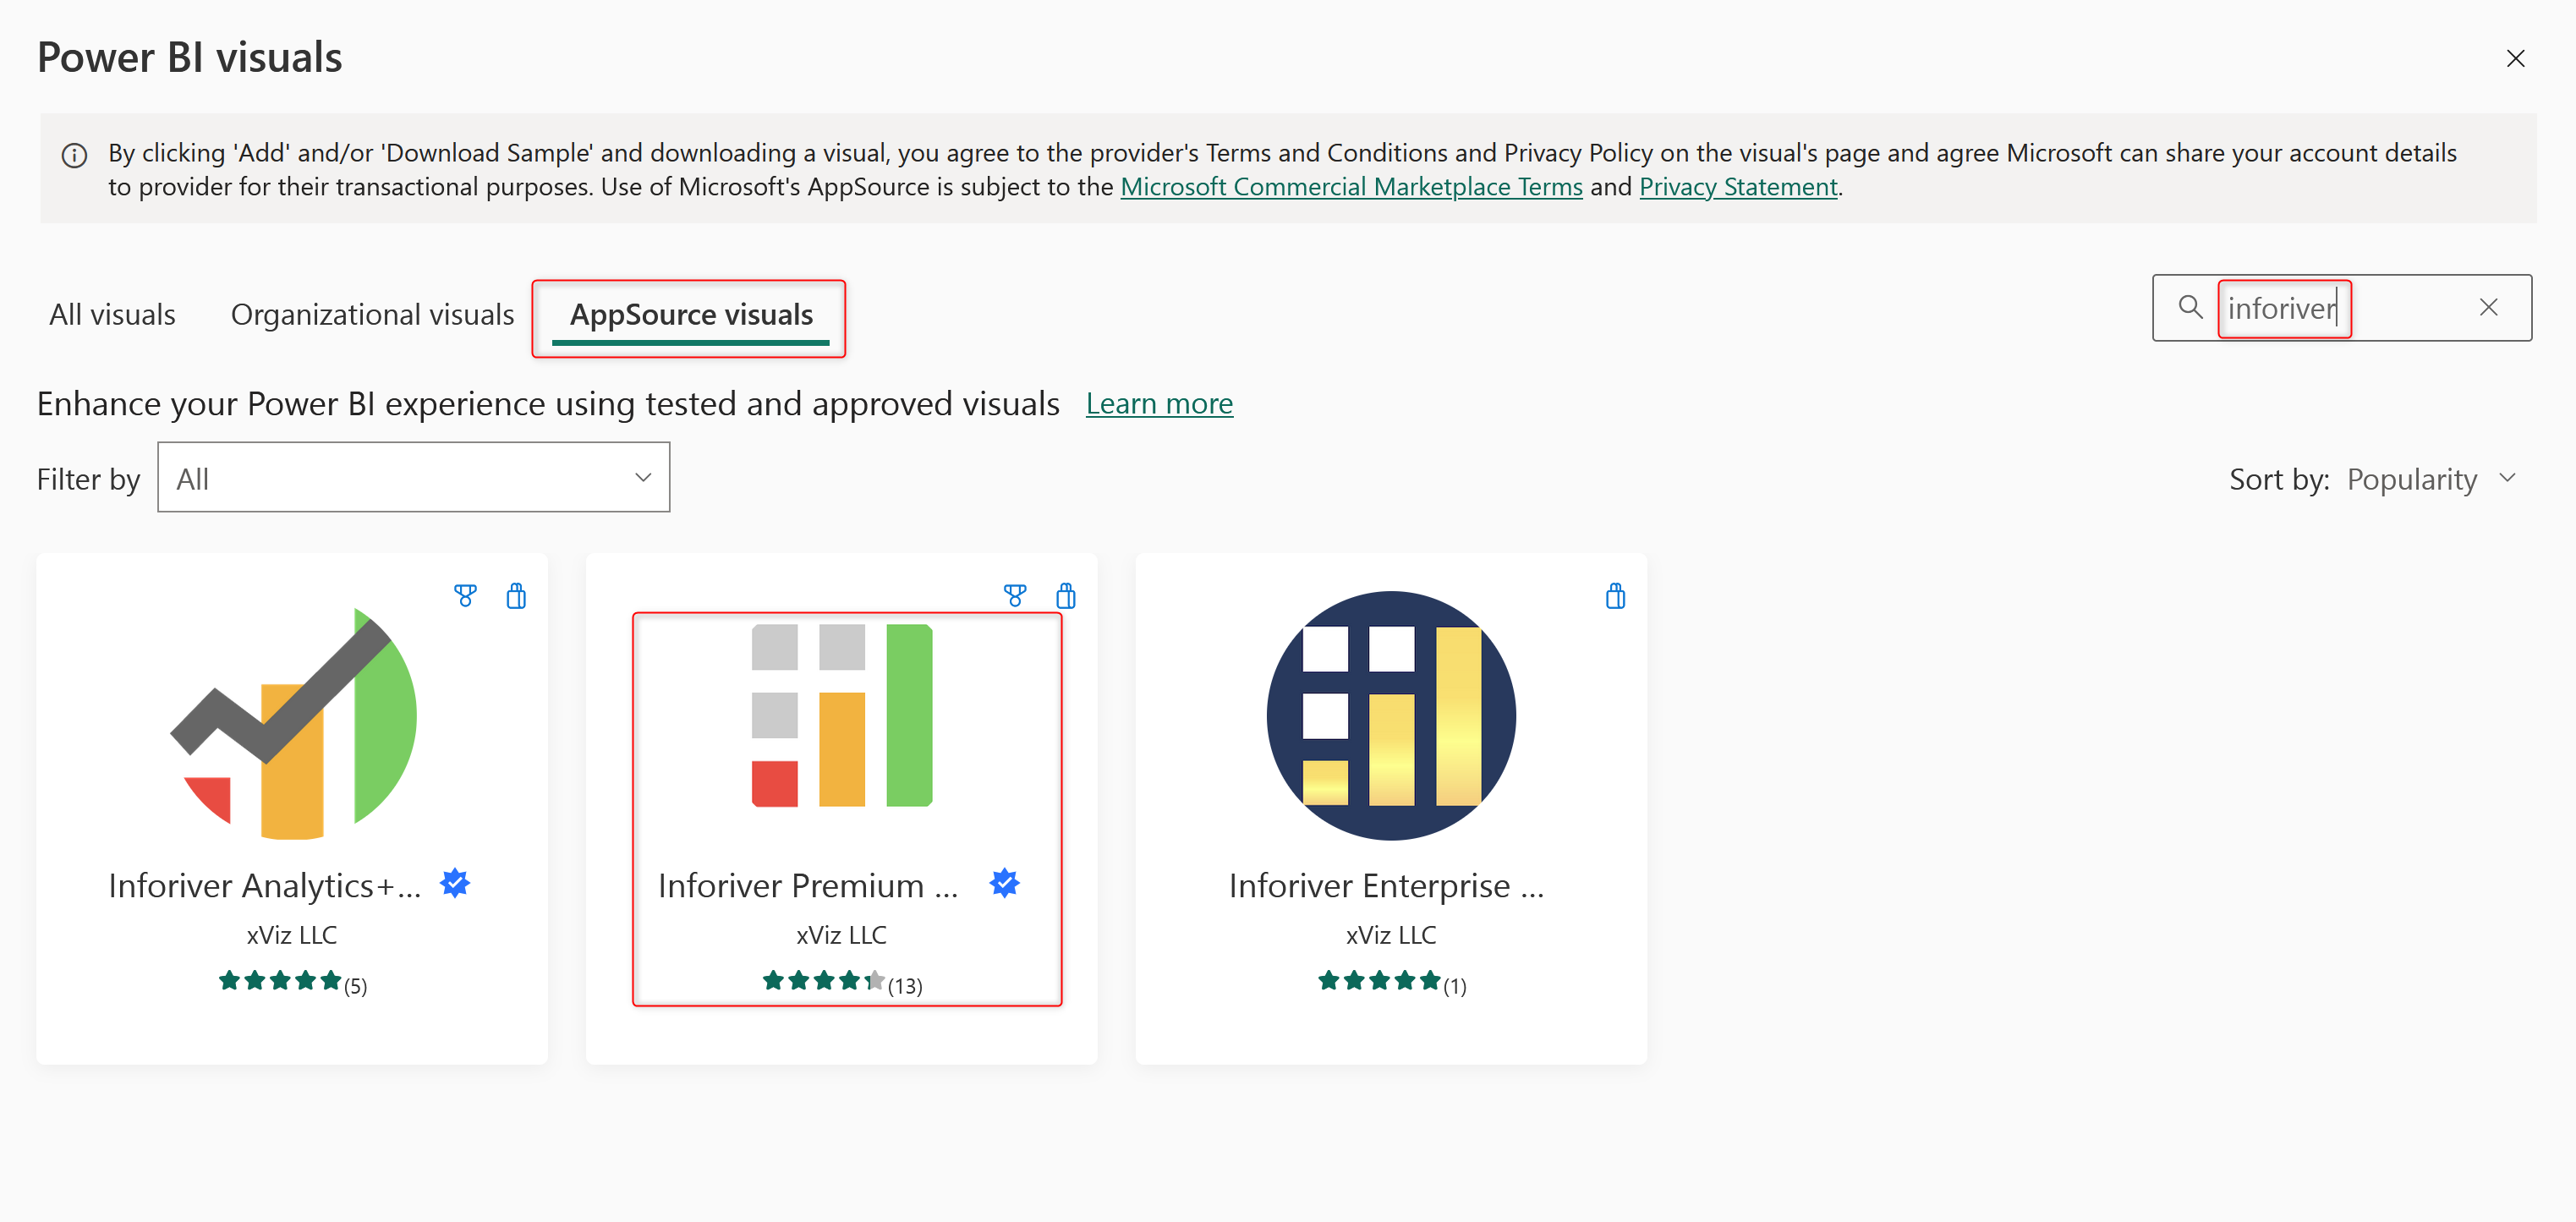 Power BI visuals
By clicking 'Add' and/or 'Download Sample' and downloading a visual, you agree to the provider's Terms and Conditions and Privacy Policy on the visual's page and agree Microsoft can share your account details
to provider for their transactional purposes. Use of Microsoft's AppSource is subject to the Microsoft Commercial Marketplace Terms and Privacy Statement.
All visuals Organizational visuals AppSource visuals inforiver
Enhance your Power BI experience using tested and approved visuals Learn more
Filter by All Sort by: Popularity
Inforiver Analytics+...
xViz LLC
(5)
Inforiver Premium ...
xViz LLC
(13)
Inforiver Enterprise ...
xViz LLC
(1)